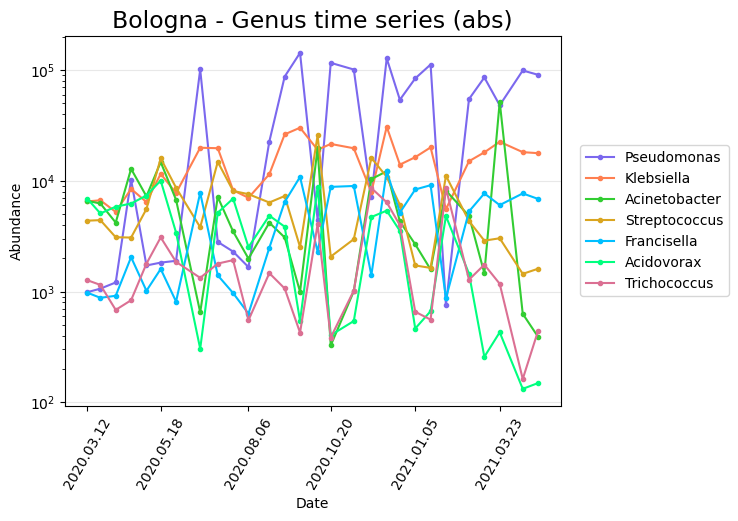 Bologna - Genus time series (abs)
10^5
10^4
10^3
10^2
Abundance
2020.03.12
2020.05.18
2020.08.06
2020.10.20
2021.01.05
2021.03.23
Date
Pseudomonas
Klebsiella
Acinetobacter
Streptococcus
Francisella
Acidovorax
Trichococcus